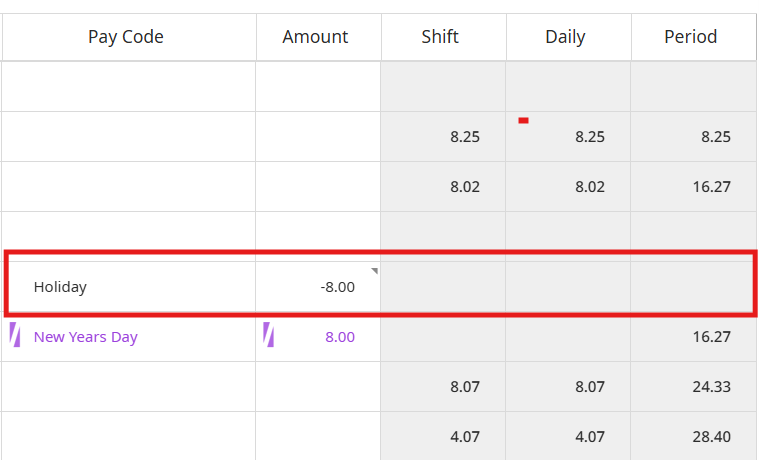 Pay Code Amount Shift Daily Period
8.25 8.25 8.25
8.02 8.02 16.27
Holiday -8.00
New Years Day 8.00 16.27
8.07 8.07 24.33
4.07 4.07 28.40